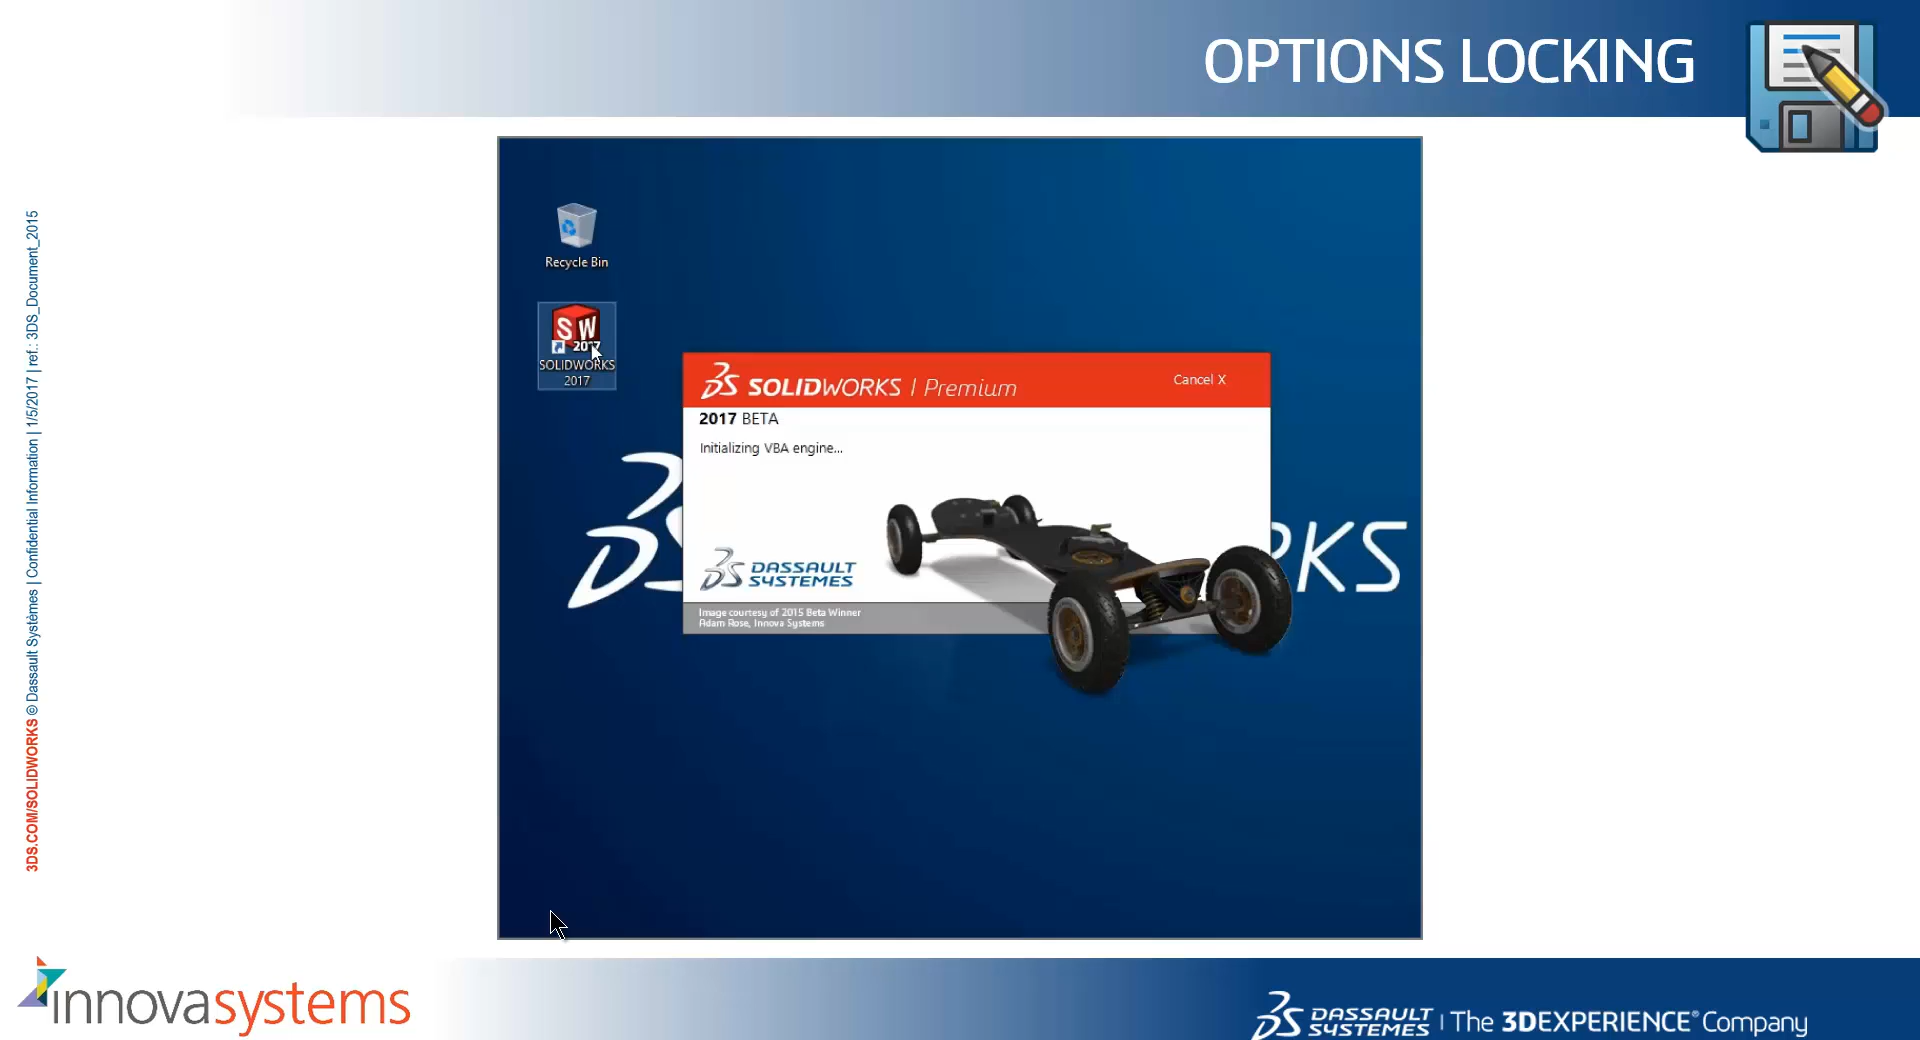 OPTIONS LOCKING
3DS.COM/SOLIDWORKS © Dassault Systèmes | Confidential Information | 1/5/2017 | ref.: 3DS_Document_2015
Recycle Bin
SW
2017
SOLIDWORKS
2017
SOLIDWORKS | Premium
Cancel X
2017 BETA
Initializing VBA engine...
DASSAULT
SYSTEMES
Image courtesy of 2015 Beta Winner
Adam Rose, Innova Systems
RKS
innovasystems
DASSAULT
SYSTEMES | The 3DEXPERIENCE® Company